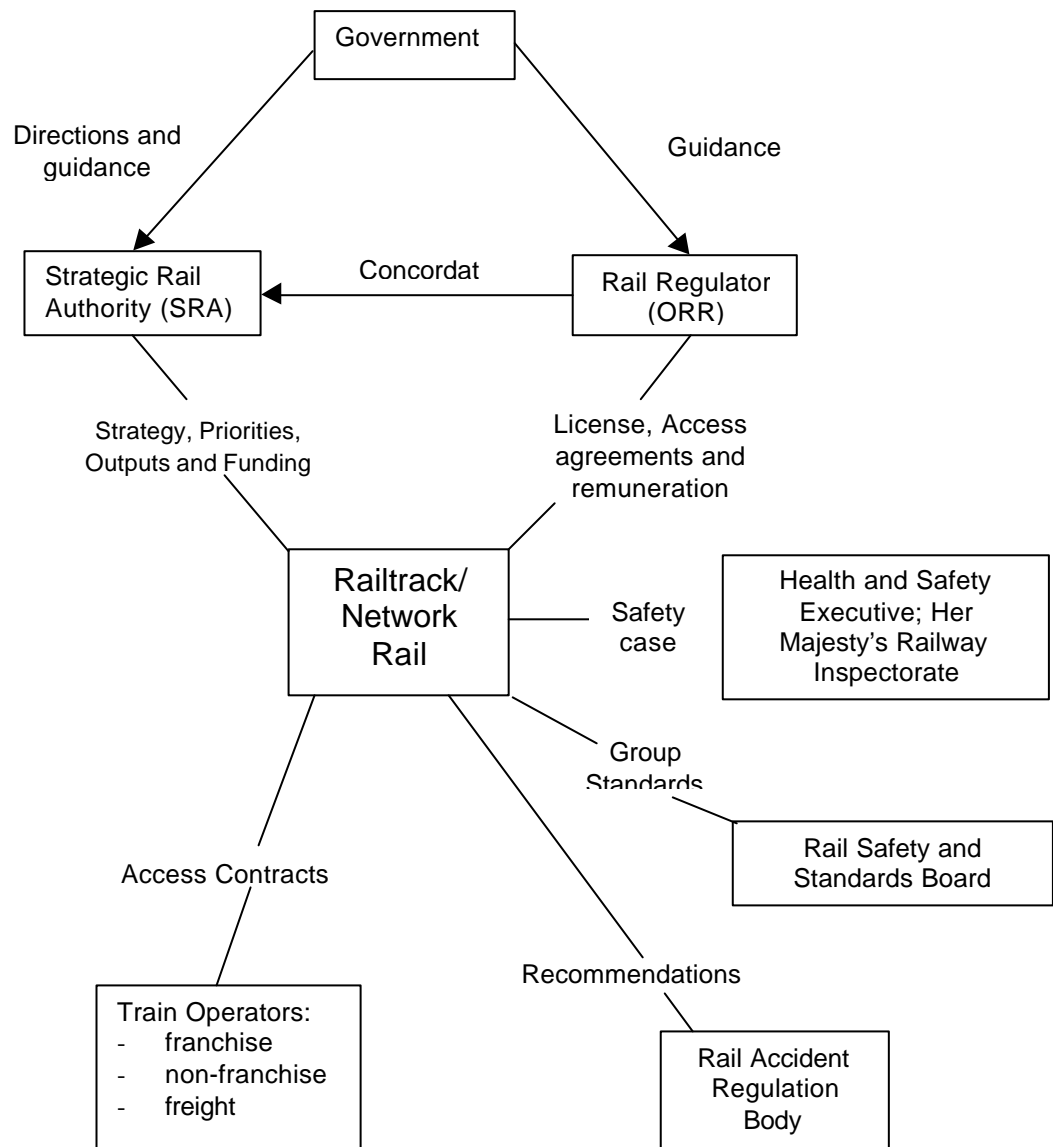 Government
Directions and
guidance
Guidance
Strategic Rail
Authority (SRA)
Concordat
Rail Regulator
(ORR)
Strategy, Priorities,
Outputs and Funding
License, Access
agreements and
remuneration
Railtrack/
Network
Rail
Safety
case
Health and Safety
Executive; Her
Majesty’s Railway
Inspectorate
Group
Standards
Rail Safety and
Standards Board
Access Contracts
Recommendations
Train Operators:
- franchise
- non-franchise
- freight
Rail Accident
Regulation
Body